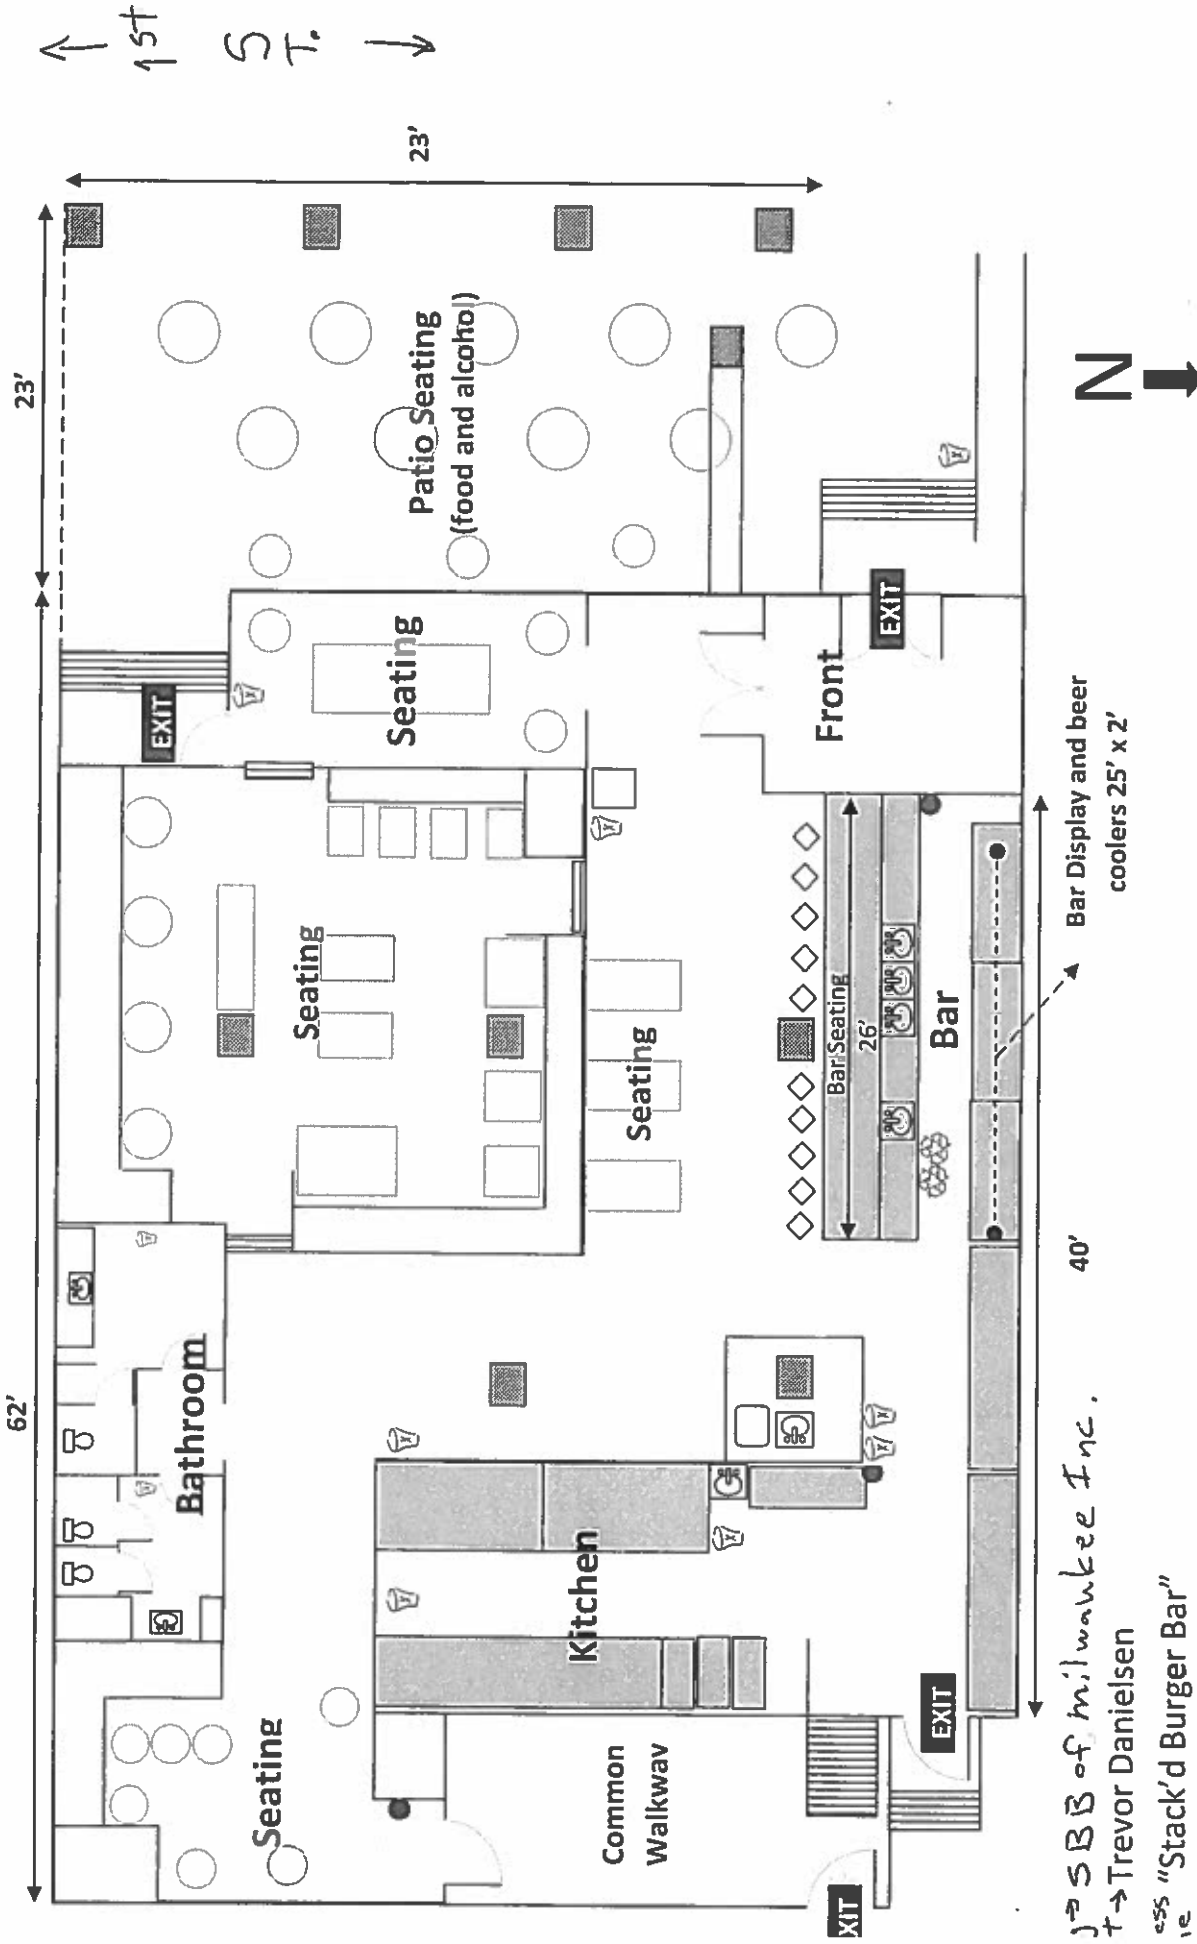 62'
23'
1st
S
T.
23'
EXIT
Bathroom
Seating
Seating
Patio Seating
(food and alcohol)
Seating
Kitchen
Seating
Common
Walkway
Front
Bar Seating
26'
EXIT
Bar
EXIT
XIT
40'
Bar Display and beer
coolers 25' x 2'
N
→ SBB of milwaukee Inc.
t → Trevor Danielsen
ess "Stack'd Burger Bar"